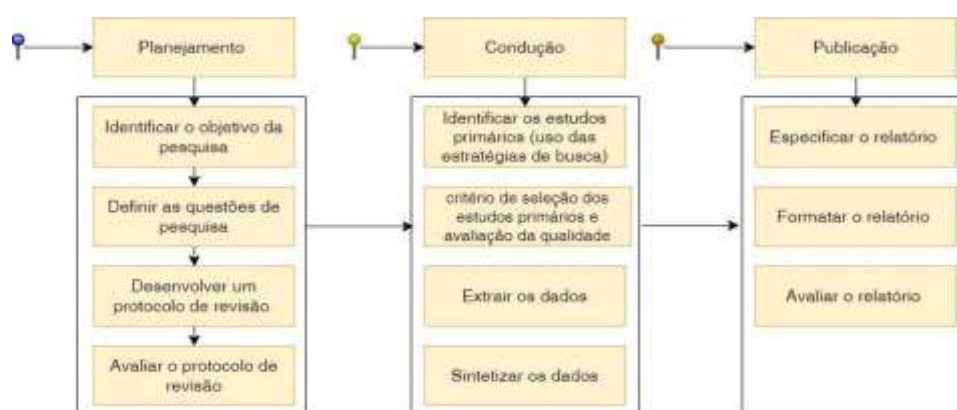 Planejamento
Identificar o objetivo da
pesquisa
Definir as questões de
pesquisa
Desenvolver um
protocolo de revisão
Avaliar o protocolo de
revisão
Condução
Identificar os estudos
primários (uso das
estratégias de busca)
critério de seleção dos
estudos primários e
avaliação da qualidade
Extrair os dados
Sintetizar os dados
Publicação
Especificar o relatório
Formatar o relatório
Avaliar o relatório